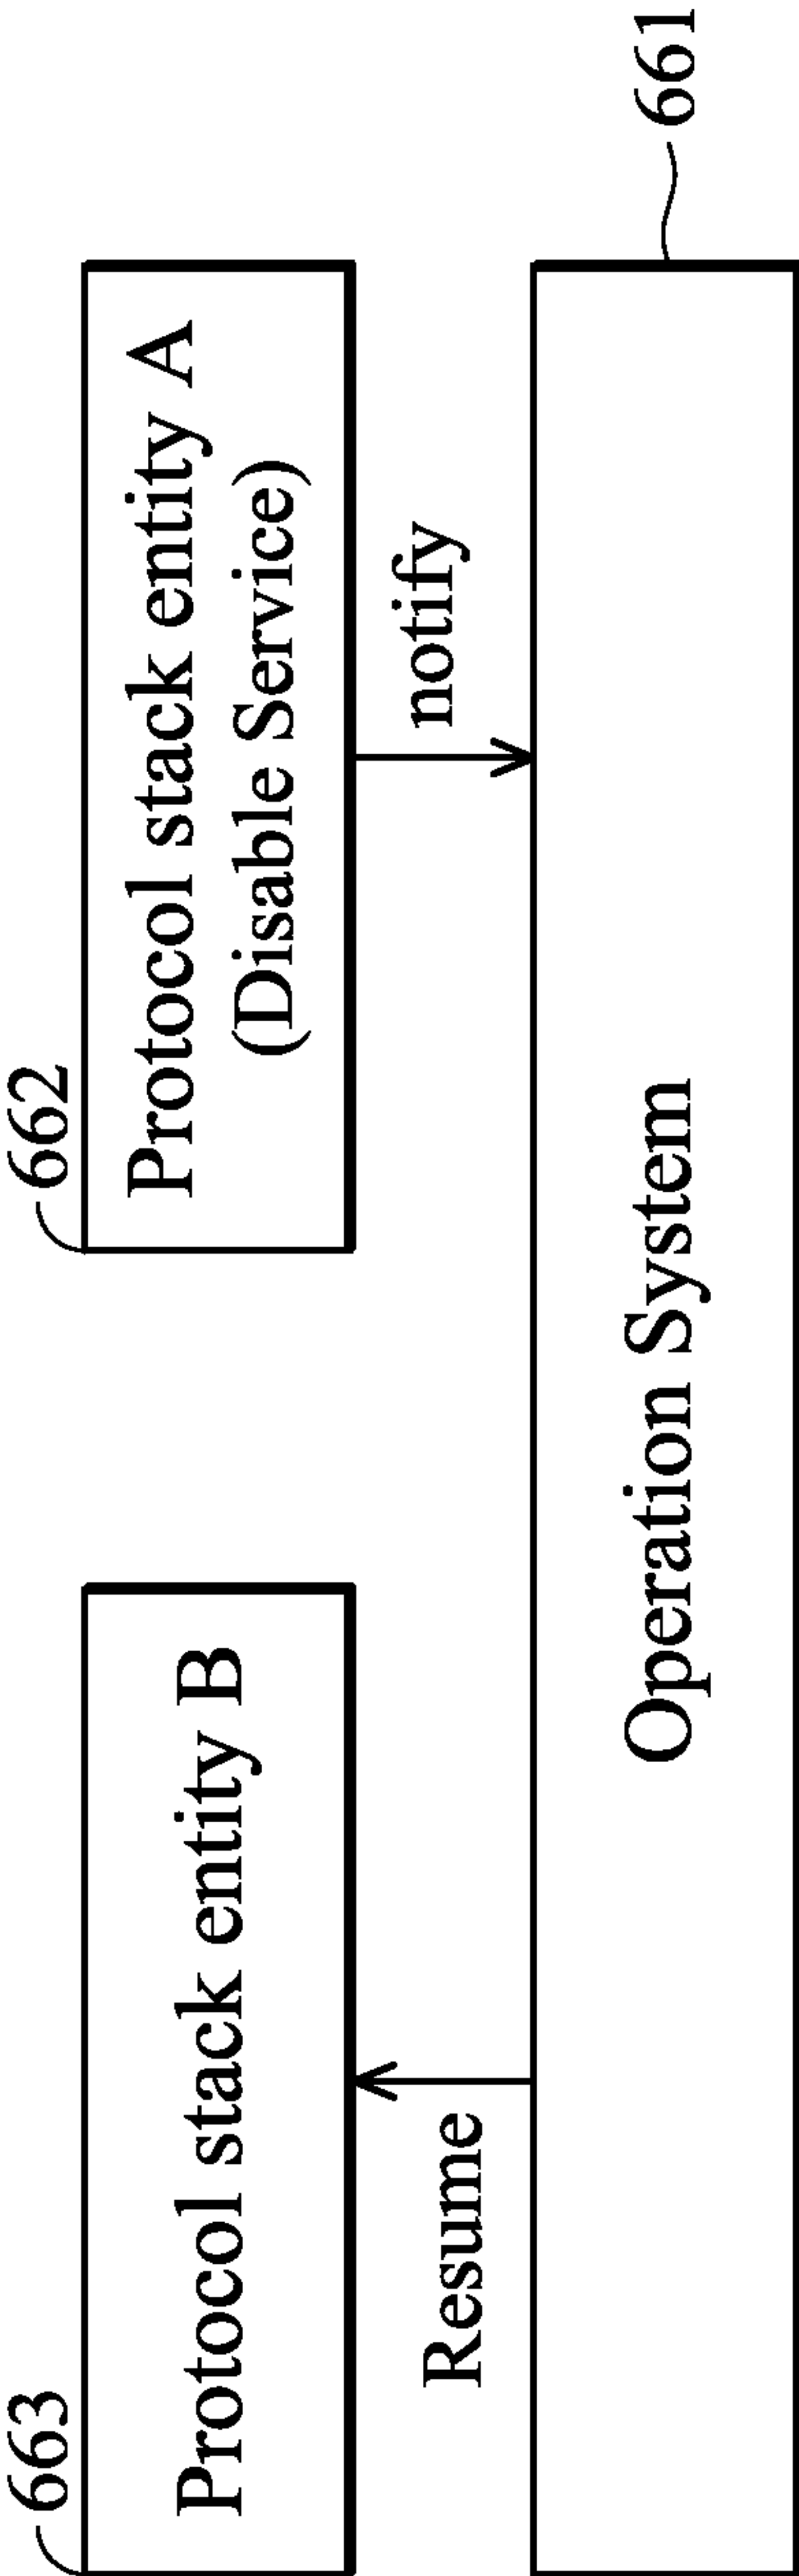 663
662
Protocol stack entity B
Protocol stack entity A
(Disable Service)
Resume
notify
Operation System
661